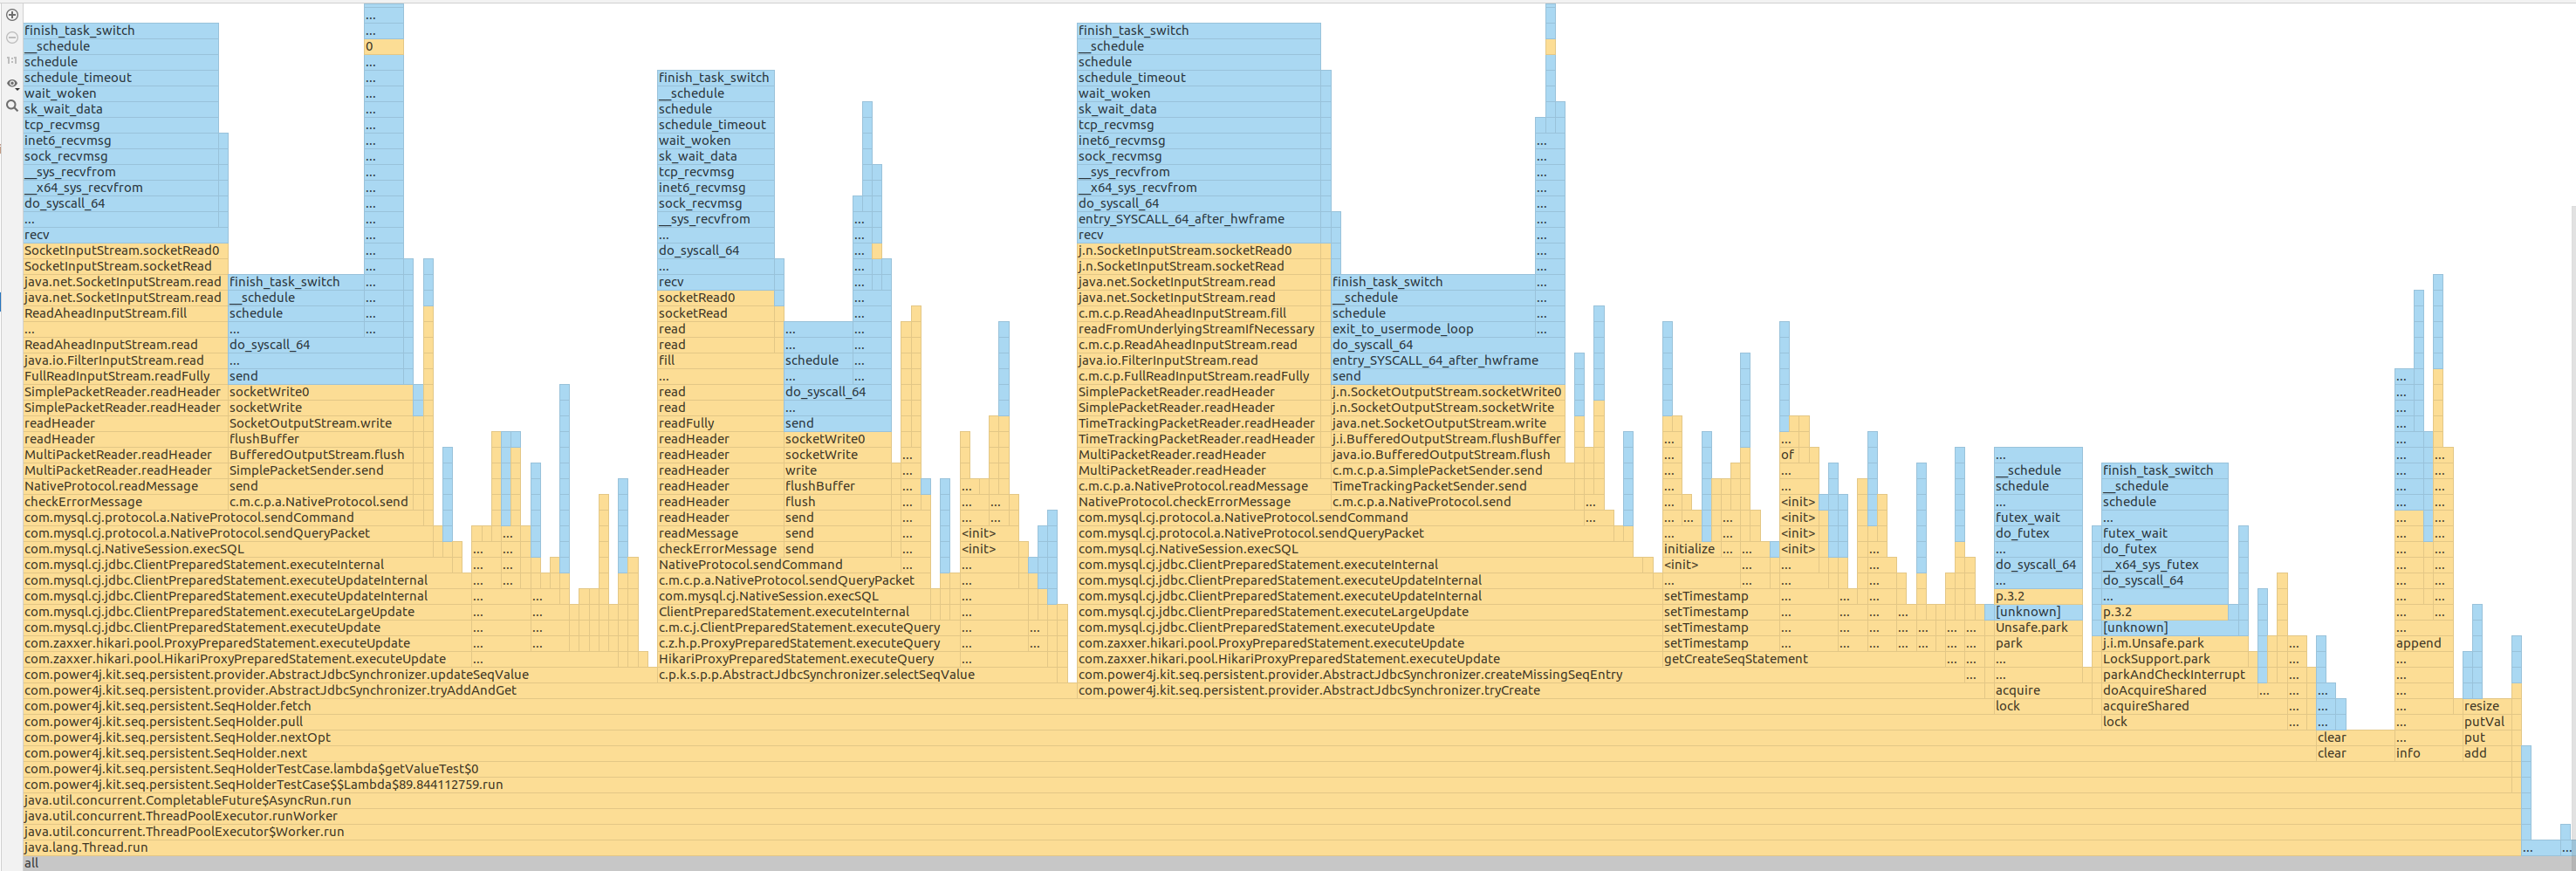 ...
finish_task_switch ... finish_task_switch
__schedule 0 __schedule
schedule ... schedule
schedule_timeout ... finish_task_switch schedule_timeout
wait_woken ... __schedule wait_woken
sk_wait_data ... schedule sk_wait_data
tcp_recvmsg ... schedule_timeout tcp_recvmsg
inet6_recvmsg ... wait_woken inet6_recvmsg ...
sock_recvmsg ... sk_wait_data sock_recvmsg ...
__sys_recvfrom ... tcp_recvmsg __sys_recvfrom ...
__x64_sys_recvfrom ... inet6_recvmsg __x64_sys_recvfrom ...
do_syscall_64 ... sock_recvmsg do_syscall_64 ...
... ... __sys_recvfrom ... entry_SYSCALL_64_after_hwframe ...
recv ... ... ... recv ...
SocketInputStream.socketRead0 ... do_syscall_64 ... j.n.SocketInputStream.socketRead0 ...
SocketInputStream.socketRead ... ... ... j.n.SocketInputStream.socketRead ...
java.net.SocketInputStream.read finish_task_switch ... recv ... java.net.SocketInputStream.read finish_task_switch ...
java.net.SocketInputStream.read __schedule ... socketRead0 ... java.net.SocketInputStream.read __schedule ...
ReadAheadInputStream.fill schedule ... socketRead ... c.m.c.p.ReadAheadInputStream.fill schedule ...
... ... ... read ... ... readFromUnderlyingStreamIfNecessary exit_to_usermode_loop ...
ReadAheadInputStream.read do_syscall_64 read ... ... c.m.c.p.ReadAheadInputStream.read do_syscall_64
java.io.FilterInputStream.read ... fill schedule ... java.io.FilterInputStream.read entry_SYSCALL_64_after_hwframe
FullReadInputStream.readFully send ... ... ... c.m.c.p.FullReadInputStream.readFully send ...
SimplePacketReader.readHeader socketWrite0 read do_syscall_64 SimplePacketReader.readHeader j.n.SocketOutputStream.socketWrite0 ...
SimplePacketReader.readHeader socketWrite read ... SimplePacketReader.readHeader j.n.SocketOutputStream.socketWrite ...
readHeader SocketOutputStream.write readFully send TimeTrackingPacketReader.readHeader java.net.SocketOutputStream.write ...
readHeader flushBuffer readHeader socketWrite0 TimeTrackingPacketReader.readHeader j.i.BufferedOutputStream.flushBuffer ... ... ...
MultiPacketReader.readHeader BufferedOutputStream.flush readHeader socketWrite ... MultiPacketReader.readHeader java.io.BufferedOutputStream.flush ... of ... ... ...
MultiPacketReader.readHeader SimplePacketSender.send readHeader write ... MultiPacketReader.readHeader c.m.c.p.a.SimplePacketSender.send ... ... __schedule finish_task_switch ... ...
NativeProtocol.readMessage send readHeader flushBuffer ... ... c.m.c.p.a.NativeProtocol.readMessage TimeTrackingPacketSender.send ... ... ... schedule __schedule ... ...
checkErrorMessage c.m.c.p.a.NativeProtocol.send readHeader flush ... ... ... NativeProtocol.checkErrorMessage c.m.c.p.a.NativeProtocol.send ... ... <init> ... ... schedule ... ...
com.mysql.cj.protocol.a.NativeProtocol.sendCommand readHeader send ... ... ... com.mysql.cj.protocol.a.NativeProtocol.sendCommand ... ... ... ... <init> ... futex_wait ... ... ...
com.mysql.cj.protocol.a.NativeProtocol.sendQueryPacket ... readMessage send ... <init> com.mysql.cj.protocol.a.NativeProtocol.sendQueryPacket ... ... <init> ... do_futex futex_wait ... ...
com.mysql.cj.NativeSession.execSQL ... ... checkErrorMessage send ... <init> com.mysql.cj.NativeSession.execSQL initialize ... ... <init> ... ... do_futex ... ...
com.mysql.cj.jdbc.ClientPreparedStatement.executeInternal ... ... NativeProtocol.sendCommand ... ... com.mysql.cj.jdbc.ClientPreparedStatement.executeInternal <init> ... ... ... do_syscall_64 __x64_sys_futex ... ...
com.mysql.cj.jdbc.ClientPreparedStatement.executeUpdateInternal ... ... c.m.c.p.a.NativeProtocol.sendQueryPacket ... com.mysql.cj.jdbc.ClientPreparedStatement.executeUpdateInternal ... ... ... ... ... do_syscall_64 ... ...
com.mysql.cj.jdbc.ClientPreparedStatement.executeUpdateInternal ... ... com.mysql.cj.NativeSession.execSQL ... com.mysql.cj.jdbc.ClientPreparedStatement.executeUpdateInternal setTimestamp ... ... ... p.3.2 ... ... ...
com.mysql.cj.jdbc.ClientPreparedStatement.executeLargeUpdate ... ... ClientPreparedStatement.executeInternal ... com.mysql.cj.jdbc.ClientPreparedStatement.executeLargeUpdate setTimestamp ... ... ... [unknown] p.3.2 ... ...
com.mysql.cj.jdbc.ClientPreparedStatement.executeUpdate ... ... c.m.c.j.ClientPreparedStatement.executeQuery ... ... com.mysql.cj.jdbc.ClientPreparedStatement.executeUpdate setTimestamp ... ... ... ... ... ... Unsafe.park [unknown] ...
com.zaxxer.hikari.pool.ProxyPreparedStatement.executeUpdate ... ... c.z.h.p.ProxyPreparedStatement.executeQuery ... ... com.zaxxer.hikari.pool.ProxyPreparedStatement.executeUpdate setTimestamp ... ... ... ... ... ... park j.i.m.Unsafe.park ... append
com.zaxxer.hikari.pool.HikariProxyPreparedStatement.executeUpdate ... HikariProxyPreparedStatement.executeQuery ... com.zaxxer.hikari.pool.HikariProxyPreparedStatement.executeUpdate getCreateSeqStatement ... ... ... LockSupport.park ... ...
com.power4j.kit.seq.persistent.provider.AbstractJdbcSynchronizer.updateSeqValue c.p.k.s.p.p.AbstractJdbcSynchronizer.selectSeqValue com.power4j.kit.seq.persistent.provider.AbstractJdbcSynchronizer.createMissingSeqEntry ... ... parkAndCheckInterrupt ... ...
com.power4j.kit.seq.persistent.provider.AbstractJdbcSynchronizer.tryAddAndGet com.power4j.kit.seq.persistent.provider.AbstractJdbcSynchronizer.tryCreate acquire doAcquireShared ... ... ... ...
com.power4j.kit.seq.persistent.SeqHolder.fetch lock acquireShared ... ... ... resize
com.power4j.kit.seq.persistent.SeqHolder.pull lock ... ... ... putVal
com.power4j.kit.seq.persistent.SeqHolder.nextOpt clear ... put
com.power4j.kit.seq.persistent.SeqHolder.next clear info add
com.power4j.kit.seq.persistent.SeqHolderTestCase.lambda$getValueTest$0
com.power4j.kit.seq.persistent.SeqHolderTestCase$$Lambda$89.844112759.run
java.util.concurrent.CompletableFuture$AsyncRun.run
java.util.concurrent.ThreadPoolExecutor.runWorker
java.util.concurrent.ThreadPoolExecutor$Worker.run
java.lang.Thread.run ... ...
all